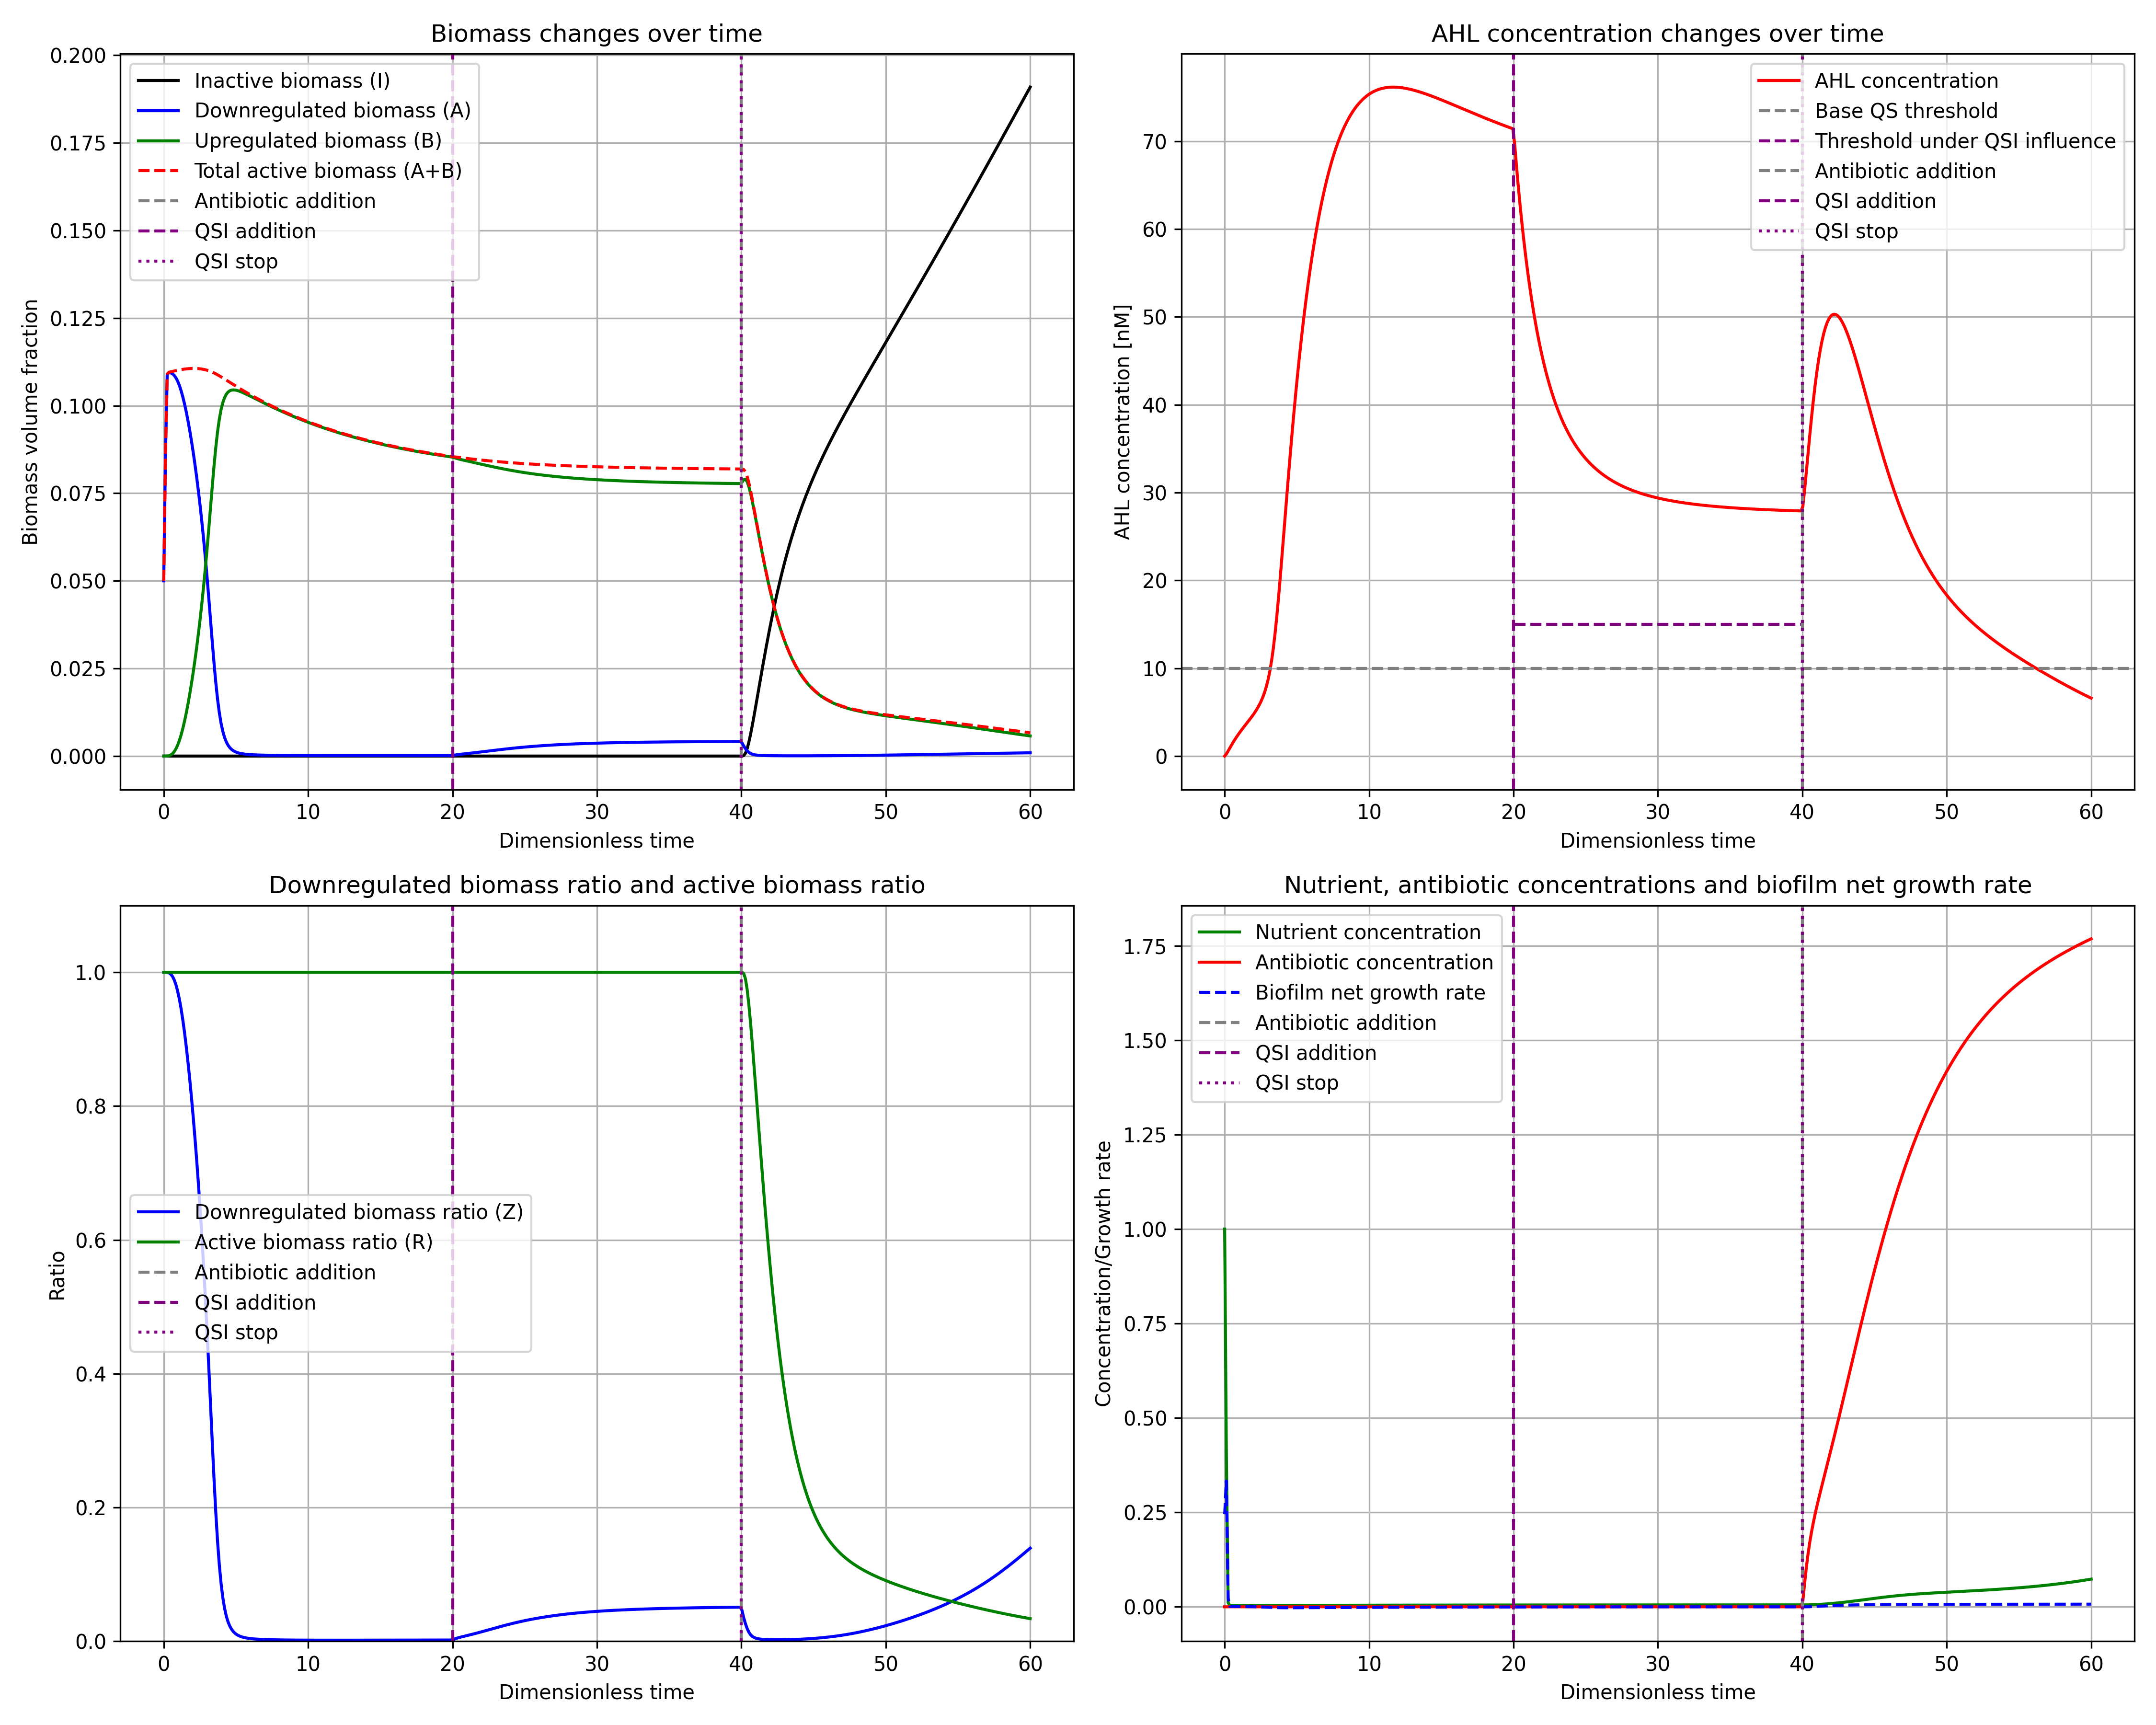 Biomass changes over time
Biomass volume fraction
0.200
0.175
0.150
0.125
0.100
0.075
0.050
0.025
0.000
Inactive biomass (I)
Downregulated biomass (A)
Upregulated biomass (B)
Total active biomass (A+B)
Antibiotic addition
QSI addition
QSI stop
0 10 20 30 40 50 60
Dimensionless time
AHL concentration changes over time
AHL concentration [nM]
70
60
50
40
30
20
10
0
AHL concentration
Base QS threshold
Threshold under QSI influence
Antibiotic addition
QSI addition
QSI stop
0 10 20 30 40 50 60
Dimensionless time
Downregulated biomass ratio and active biomass ratio
Ratio
1.0
0.8
0.6
0.4
0.2
0.0
Downregulated biomass ratio (Z)
Active biomass ratio (R)
Antibiotic addition
QSI addition
QSI stop
0 10 20 30 40 50 60
Dimensionless time
Nutrient, antibiotic concentrations and biofilm net growth rate
Concentration/Growth rate
1.75
1.50
1.25
1.00
0.75
0.50
0.25
0.00
Nutrient concentration
Antibiotic concentration
Biofilm net growth rate
Antibiotic addition
QSI addition
QSI stop
0 10 20 30 40 50 60
Dimensionless time